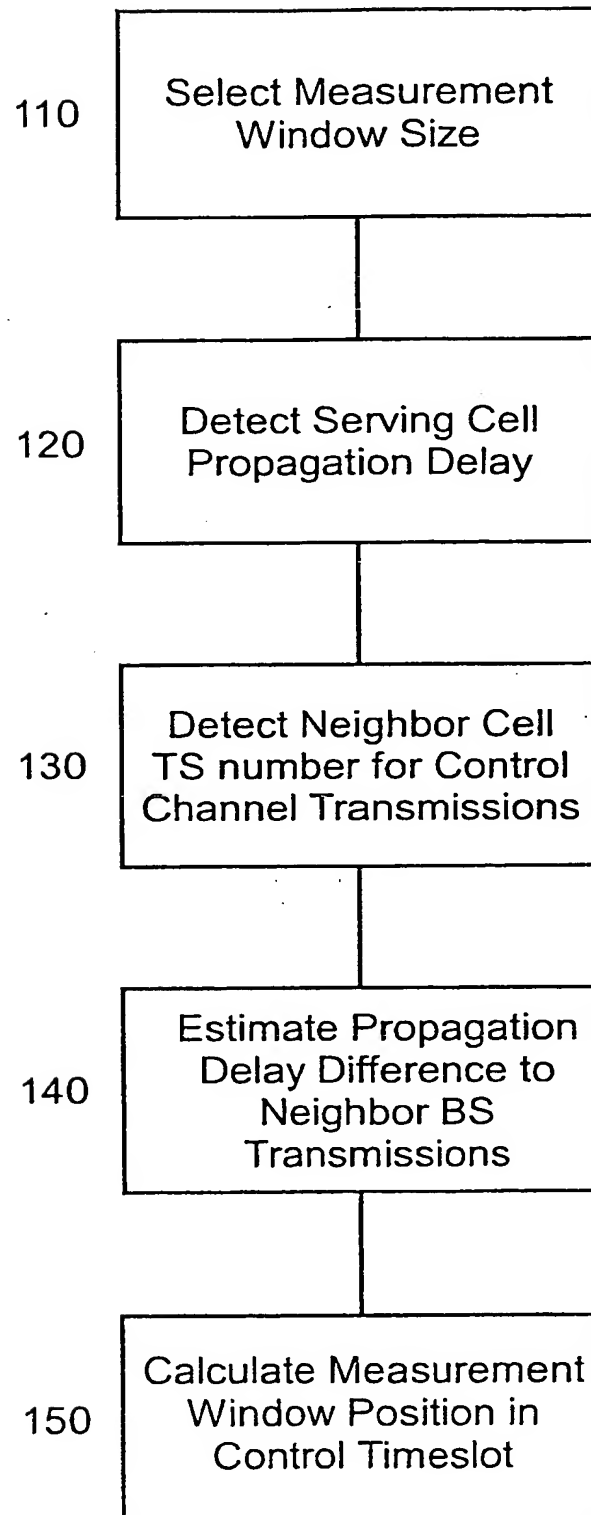 110
Select Measurement
Window Size
120
Detect Serving Cell
Propagation Delay
130
Detect Neighbor Cell
TS number for Control
Channel Transmissions
140
Estimate Propagation
Delay Difference to
Neighbor BS
Transmissions
150
Calculate Measurement
Window Position in
Control Timeslot